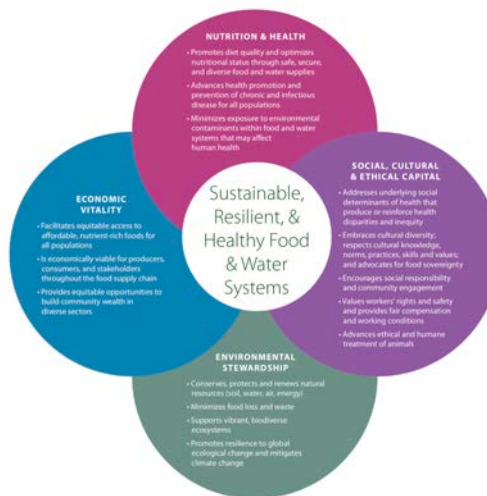 NUTRITION & HEALTH
• Promotes diet quality and optimizes
nutritional status through safe, secure,
and diverse food and water supplies
• Advances health promotion and
prevention of chronic and infectious
disease for all populations
• Minimizes exposure to environmental
contaminants within food and water
systems that may affect
human health
ECONOMIC
VITALITY
• Facilitates equitable access to
affordable, nutrient-rich foods for
all populations
• Is economically viable for producers,
consumers, and stakeholders
throughout the food supply chain
• Provides equitable opportunities to
build community wealth in
diverse sectors
Sustainable,
Resilient, &
Healthy Food
& Water
Systems
SOCIAL, CULTURAL
& ETHICAL CAPITAL
• Addresses underlying social
determinants of health that
produce or reinforce health
disparities and inequity
• Embraces cultural diversity;
respects cultural knowledge,
norms, practices, skills and values;
and advocates for food sovereignty
• Encourages social responsibility
and community engagement
• Values workers' rights and safety
and provides fair compensation
and working conditions
• Advances ethical and humane
treatment of animals
ENVIRONMENTAL
STEWARDSHIP
• Conserves, protects and renews natural
resources (soil, water, air, energy)
• Minimizes food loss and waste
• Supports vibrant, biodiverse
ecosystems
• Promotes resilience to global
ecological change and mitigates
climate change